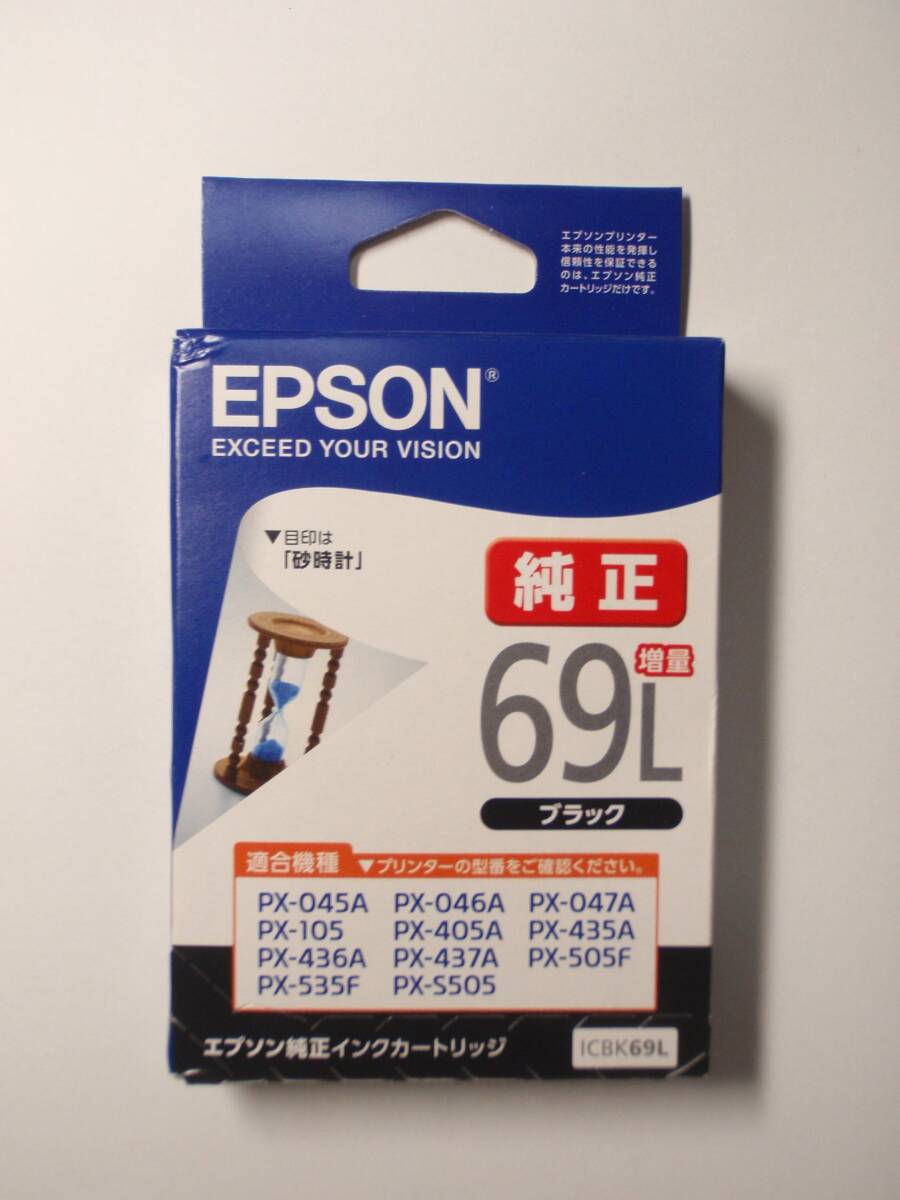 エプソンプリンター
本来の性能を発揮し
信頼性を保証できる
のは、エプソン純正
カートリッジだけです。
EPSON®
EXCEED YOUR VISION
▼目印は
「砂時計」
純正
69L 増量
ブラック
適合機種 ▼プリンターの型番をご確認ください。
PX-045A PX-046A PX-047A
PX-105 PX-405A PX-435A
PX-436A PX-437A PX-505F
PX-535F PX-S505
エプソン純正インクカートリッジ ICBK69L